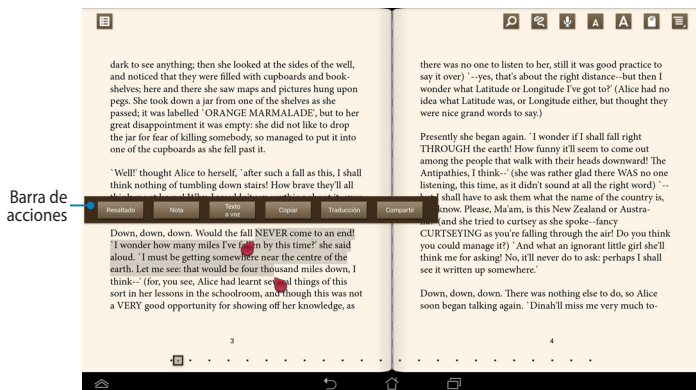 dark to see anything; then she looked at the sides of the well,
and noticed that they were filled with cupboards and book-
shelves; here and there she saw maps and pictures hung upon
pegs. She took down a jar from one of the shelves as she
passed; it was labelled `ORANGE MARMALADE', but to her
great disappointment it was empty: she did not like to drop
the jar for fear of killing somebody, so managed to put it into
one of the cupboards as she fell past it.
`Well!' thought Alice to herself, `after such a fall as this, I shall
think nothing of tumbling down stairs! How brave they'll all
Barra de
acciones
Resaltado
Nota
Texto
a voz
Copiar
Traducción
Compartir
Down, down, down. Would the fall NEVER come to an end!
`I wonder how many miles I've fallen by this time?' she said
aloud. `I must be getting somewhere near the centre of the
earth. Let me see: that would be four thousand miles down, I
think--' (for, you see, Alice had learnt several things of this
sort in her lessons in the schoolroom, and though this was not
a VERY good opportunity for showing off her knowledge, as
3
there was no one to listen to her, still it was good practice to
say it over) `--yes, that's about the right distance--but then I
wonder what Latitude or Longitude I've got to?' (Alice had no
idea what Latitude was, or Longitude either, but thought they
were nice grand words to say.)
Presently she began again. `I wonder if I shall fall right
THROUGH the earth! How funny it'll seem to come out
among the people that walk with their heads downward! The
Antipathies, I think--' (she was rather glad there WAS no one
listening, this time, as it didn't sound at all the right word) `--
I shall have to ask them what the name of the country is,
know. Please, Ma'am, is this New Zealand or Austra-
(and she tried to curtsey as she spoke--fancy
CURTSEYING as you're falling through the air! Do you think
you could manage it?) `And what an ignorant little girl she'll
think me for asking! No, it'll never do to ask: perhaps I shall
see it written up somewhere.'
Down, down, down. There was nothing else to do, so Alice
soon began talking again. `Dinah'll miss me very much to-
4